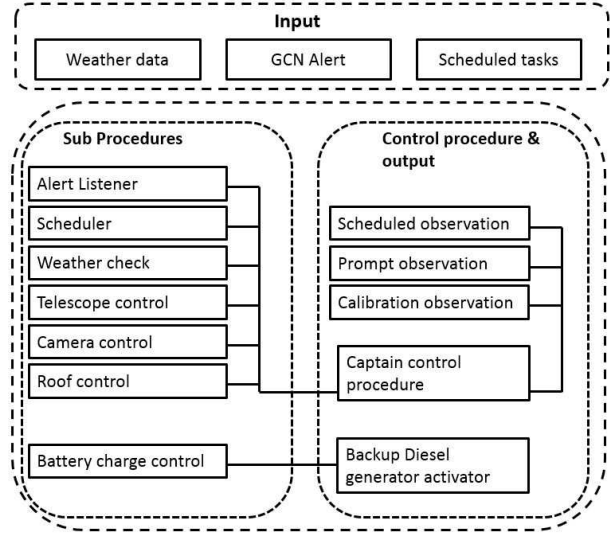 Input
Weather data
GCN Alert
Scheduled tasks
Sub Procedures
Alert Listener
Scheduler
Weather check
Telescope control
Camera control
Roof control
Battery charge control
Control procedure &
output
Scheduled observation
Prompt observation
Calibration observation
Captain control
procedure
Backup Diesel
generator activator